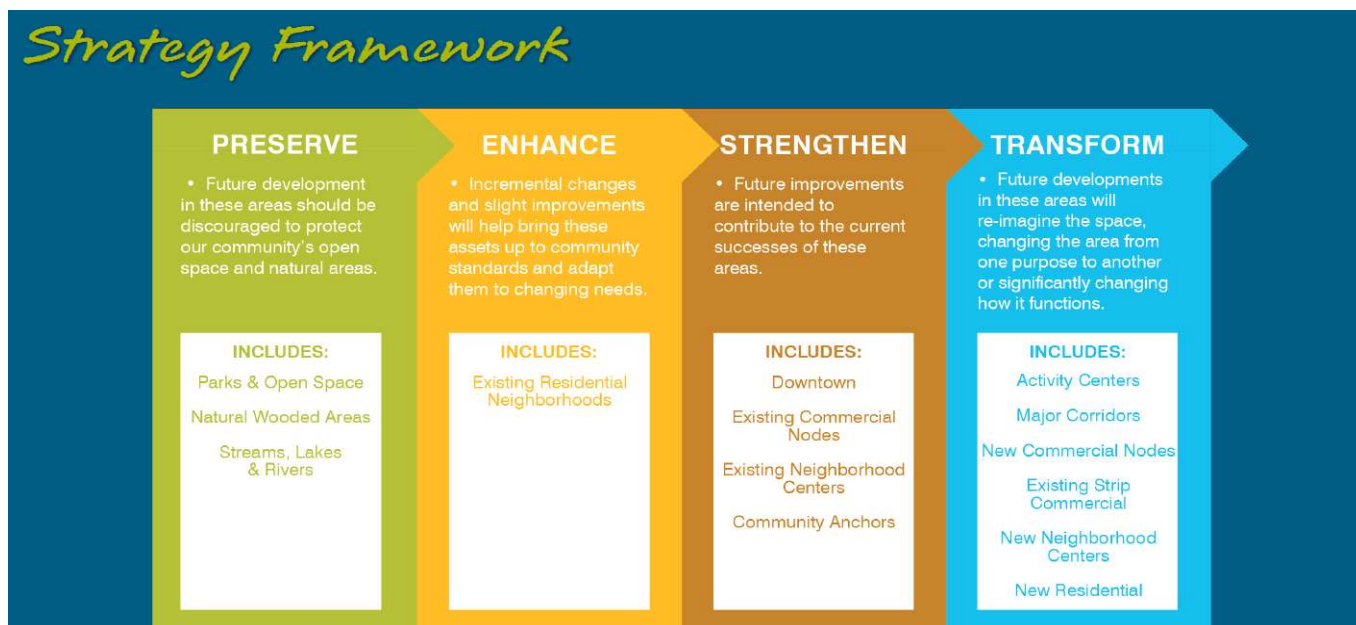 Strategy Framework
PRESERVE
• Future development
in these areas should be
discouraged to protect
our community's open
space and natural areas.
INCLUDES:
Parks & Open Space
Natural Wooded Areas
Streams, Lakes
& Rivers
ENHANCE
• Incremental changes
and slight improvements
will help bring these
assets up to community
standards and adapt
them to changing needs.
INCLUDES:
Existing Residential
Neighborhoods
STRENGTHEN
• Future improvements
are intended to
contribute to the current
successes of these
areas.
INCLUDES:
Downtown
Existing Commercial
Nodes
Existing Neighborhood
Centers
Community Anchors
TRANSFORM
• Future developments
in these areas will
re-imagine the space,
changing the area from
one purpose to another
or significantly changing
how it functions.
INCLUDES:
Activity Centers
Major Corridors
New Commercial Nodes
Existing Strip
Commercial
New Neighborhood
Centers
New Residential